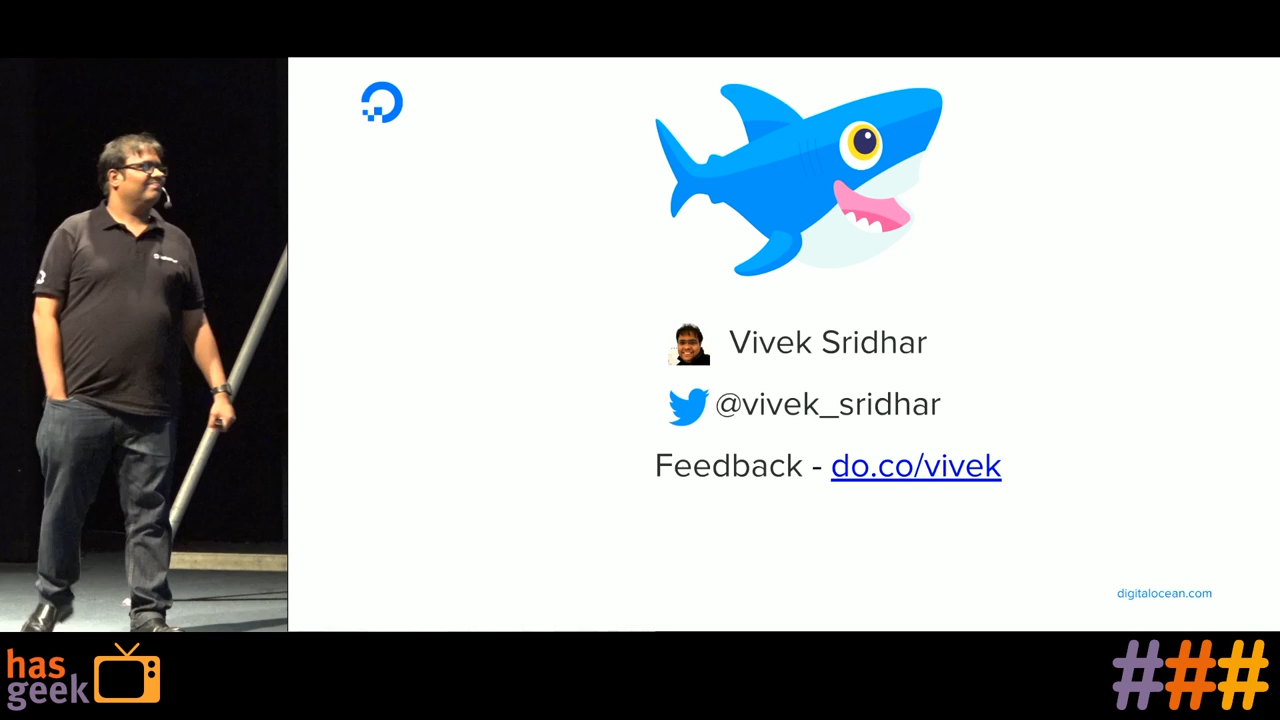 Vivek Sridhar
@vivek_sridhar
Feedback - do.co/vivek
digitalocean.com
has
geek
###